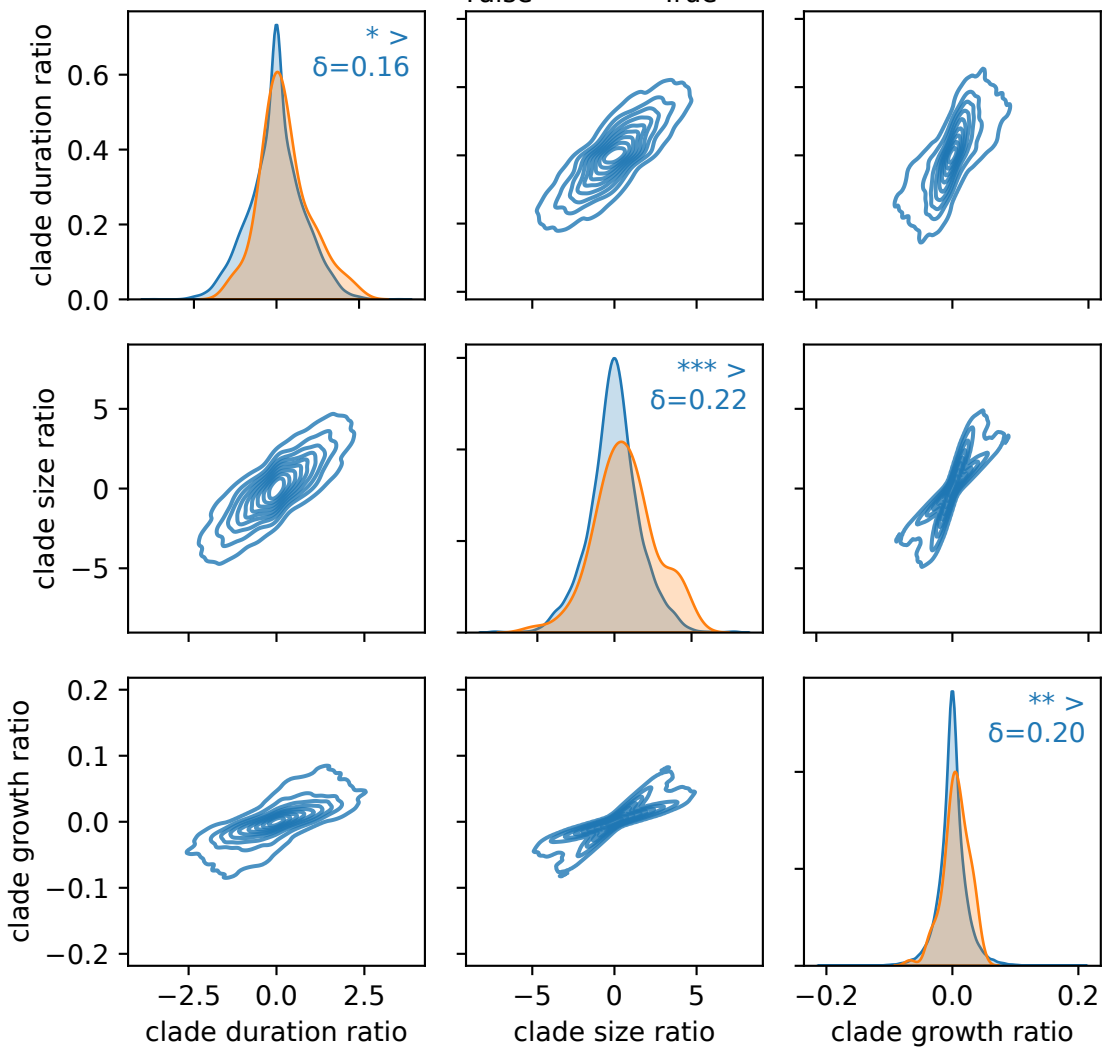 clade duration ratio
0.6
0.4
0.2
0.0
* >
δ=0.16
clade size ratio
5
0
−5
*** >
δ=0.22
clade growth ratio
0.2
0.1
0.0
−0.1
−0.2
** >
δ=0.20
−2.5 0.0 2.5
−5 0 5
−0.2 0.0 0.2
clade duration ratio
clade size ratio
clade growth ratio